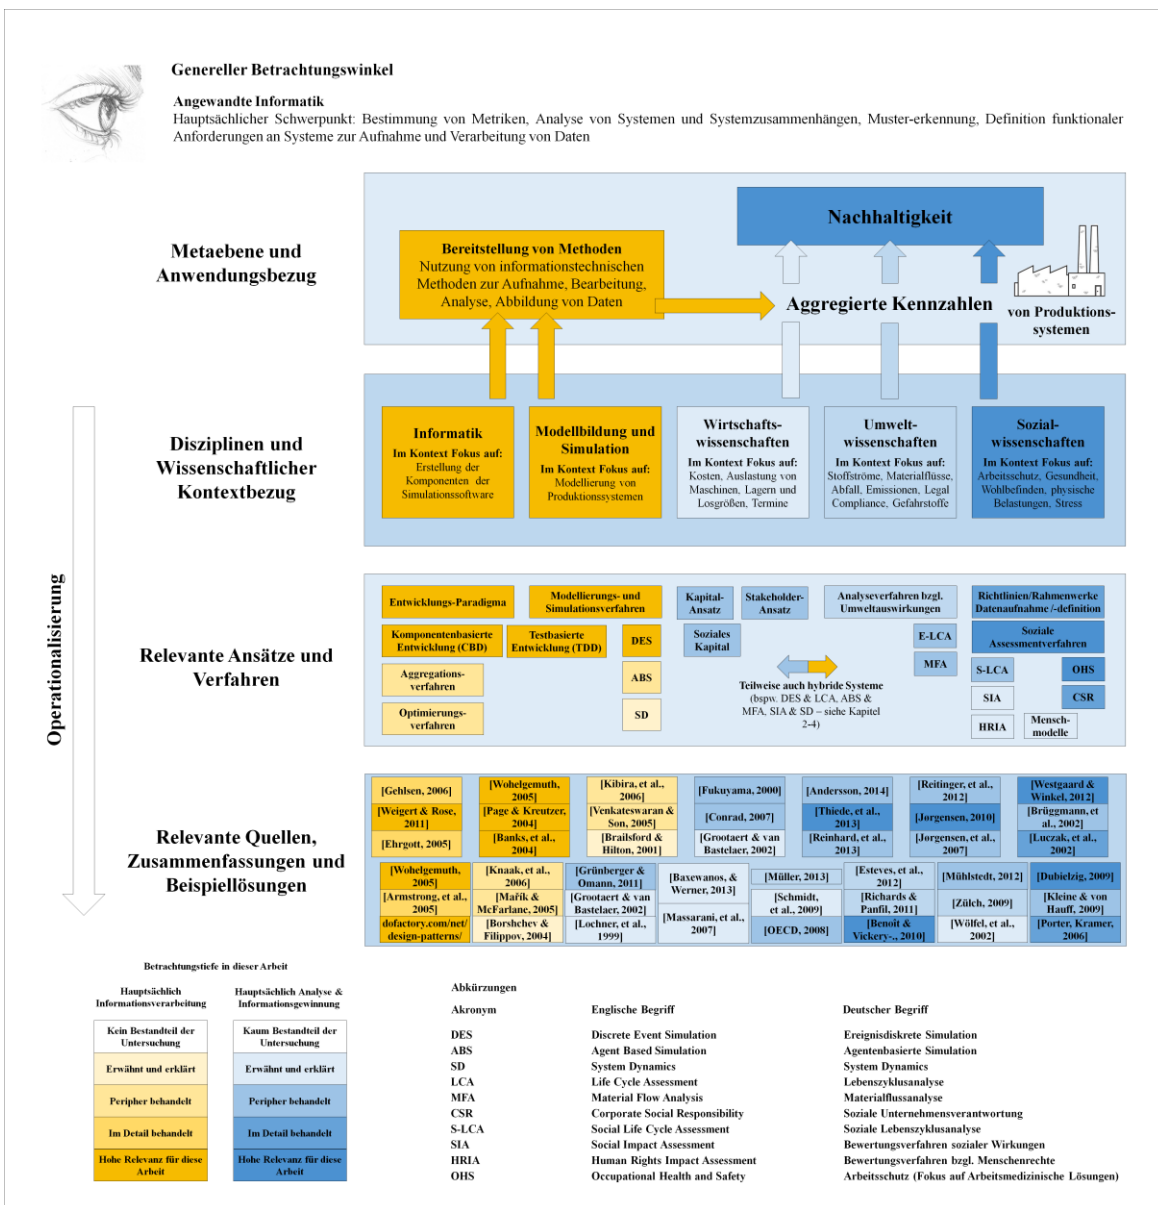 Genereller Betrachtungswinkel
Angewandte Informatik
Hauptsächlicher Schwerpunkt: Bestimmung von Metriken, Analyse von Systemen und Systemzusammenhängen, Muster-erkennung, Definition funktionaler
Anforderungen an Systeme zur Aufnahme und Verarbeitung von Daten
Metaebene und
Anwendungsbezug
Bereitstellung von Methoden
Nutzung von informationstechnischen
Methoden zur Aufnahme, Bearbeitung,
Analyse, Abbildung von Daten
Nachhaltigkeit
Aggregierte Kennzahlen
von Produktions-
systemen
Operationalisierung
Disziplinen und
Wissenschaftlicher
Kontextbezug
Informatik
Im Kontext Fokus auf:
Erstellung der
Komponenten der
Simulationssoftware
Modellbildung und
Simulation
Im Kontext Fokus auf:
Modellierung von
Produktionssystemen
Wirtschafts-
wissenschaften
Im Kontext Fokus auf:
Kosten, Auslastung von
Maschinen, Lagern und
Losgrößen, Termine
Umwelt-
wissenschaften
Im Kontext Fokus auf:
Stoffströme, Materialflüsse,
Abfall, Emissionen, Legal
Compliance, Gefahrstoffe
Sozial-
wissenschaften
Im Kontext Fokus auf:
Arbeitsschutz, Gesundheit,
Wohlbefinden, physische
Belastungen, Stress
Relevante Ansätze und
Verfahren
Entwicklungs-Paradigma
Modellierungs- und
Simulationsverfahren
Komponentenbasierte
Entwicklung (CBD)
Testbasierte
Entwicklung (TDD)
DES
Aggregations-
verfahren
ABS
Optimierungs-
verfahren
SD
Kapital-
Ansatz
Stakeholder-
Ansatz
Soziales
Kapital
Analyseverfahren bzgl.
Umweltauswirkungen
E-LCA
MFA
Teilweise auch hybride Systeme
(bspw. DES & LCA, ABS &
MFA, SIA & SD – siehe Kapitel
2-4)
Richtlinien/Rahmenwerke
Datenaufnahme /-definition
Soziale
Assessmentverfahren
S-LCA
OHS
SIA
CSR
HRIA
Mensch-
modelle
Relevante Quellen,
Zusammenfassungen und
Beispiellösungen
[Gehlsen, 2006]
[Weigert & Rose,
2011]
[Ehrgott, 2005]
[Wohelgemuth,
2005]
[Page & Kreutzer,
2004]
[Banks, et al.,
2004]
[Kibira, et al.,
2006]
[Venkateswaran &
Son, 2005]
[Brailsford &
Hilton, 2001]
[Fukuyama, 2000]
[Conrad, 2007]
[Grootaert & van
Bastelaer, 2002]
[Andersson, 2014]
[Thiede, et al.,
2013]
[Reinhard, et al.,
2013]
[Reitinger, et al.,
2012]
[Jorgensen, 2010]
[Jorgensen, et al.,
2007]
[Westgaard &
Winkel, 2012]
[Brüggmann, et
al., 2002]
[Luczak, et al.,
2002]
[Wohelgemuth,
2005]
[Armstrong, et al.,
2005]
dofactory.com/net/
design-patterns/
[Knaak, et al.,
2006]
[Mařík &
McFarlane, 2005]
[Borshchev &
Filippov, 2004]
[Grünberger &
Omann, 2011]
[Grootaert & van
Bastelaer, 2002]
[Lochner, et al.,
1999]
[Baxewanos, &
Werner, 2013]
[Massarani, et al.,
2007]
[Müller, 2013]
[Schmidt,
et al., 2009]
[OECD, 2008]
[Esteves, et al.,
2012]
[Richards &
Panfil, 2011]
[Benoit &
Vickery-., 2010]
[Mühlstedt, 2012]
[Zülch, 2009]
[Wölfel, et al.,
2002]
[Dubielzig, 2009]
[Kleine & von
Hauff, 2009]
[Porter, Kramer,
2006]
Betrachtungstiefe in dieser Arbeit
Hauptsächlich
Informationsverarbeitung
Hauptsächlich Analyse &
Informationsgewinnung
Kein Bestandteil der
Untersuchung
Kaum Bestandteil der
Untersuchung
Erwähnt und erklärt
Erwähnt und erklärt
Peripher behandelt
Peripher behandelt
Im Detail behandelt
Im Detail behandelt
Hohe Relevanz für diese
Arbeit
Hohe Relevanz für diese
Arbeit
Abkürzungen
Akronym Englische Begriff Deutscher Begriff
DES Discrete Event Simulation Ereignisdiskrete Simulation
ABS Agent Based Simulation Agentenbasierte Simulation
SD System Dynamics System Dynamics
LCA Life Cycle Assessment Lebenszyklusanalyse
MFA Material Flow Analysis Materialflussanalyse
CSR Corporate Social Responsibility Soziale Unternehmensverantwortung
S-LCA Social Life Cycle Assessment Soziale Lebenszyklusanalyse
SIA Social Impact Assessment Bewertungsverfahren sozialer Wirkungen
HRIA Human Rights Impact Assessment Bewertungsverfahren bzgl. Menschenrechte
OHS Occupational Health and Safety Arbeitsschutz (Fokus auf Arbeitsmedizinische Lösungen)